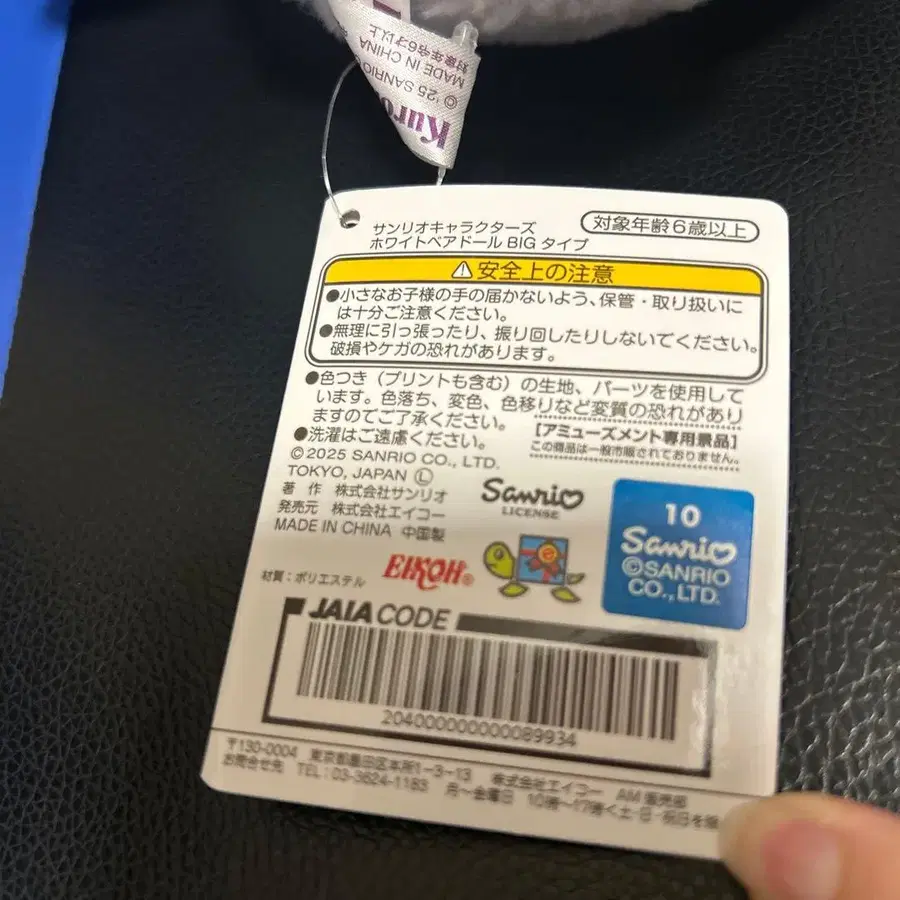 対象年令6才以上
MADE IN CHINA
© '25 SANRIO
Kuro
サンリオキャラクターズ
ホワイトベアドール BIG タイプ
対象年齢6歳以上
⚠安全上の注意
●小さなお子様の手の届かないよう、保管・取り扱いに
は十分ご注意ください。
●無理に引っ張ったり、振り回したりしないでください。
破損やケガの恐れがあります。
●色つき（プリントも含む）の生地、パーツを使用して
います。色落ち、変色、色移りなど変質の恐れがあり
ますのでご了承ください。
●洗濯はご遠慮ください。
【アミューズメント専用景品】
この商品は一般市販されておりません。
© 2025 SANRIO CO., LTD.
TOKYO, JAPAN Ⓛ
著 作 株式会社サンリオ
発売元 株式会社エイコー
MADE IN CHINA 中国製
Sanrio
LICENSE
10
Sanrio
©SANRIO
CO., LTD.
材質：ポリエステル
EIKOH®
e
JAIA CODE
2040000000000089934
〒130-0004 東京都墨田区本所1-3-13 株式会社エイコー AM販売部
お問合せ先 TEL：03-3624-1183 月〜金曜日 10時〜17時＜土・日・祝日を除